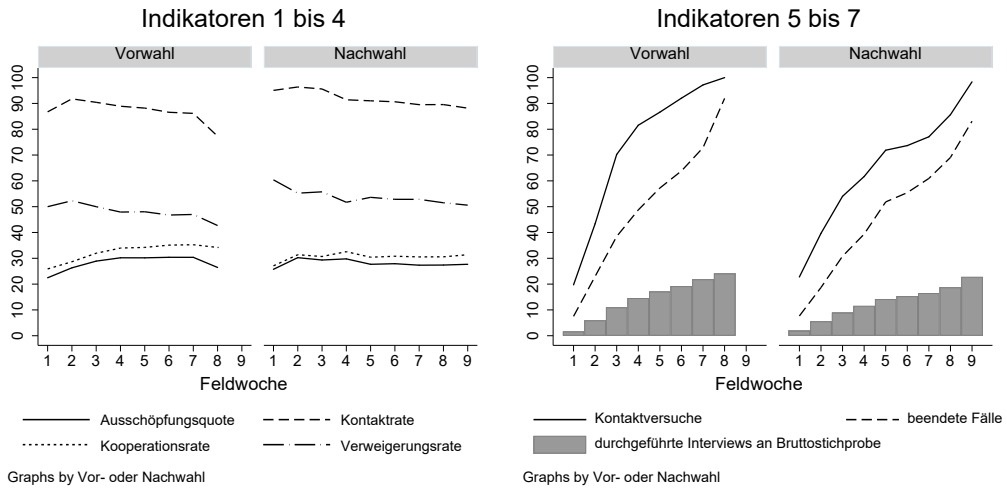 Indikatoren 1 bis 4
Vorwahl Nachwahl
100
90
80
70
60
50
40
30
20
10
0
1 2 3 4 5 6 7 8 9 1 2 3 4 5 6 7 8 9
Feldwoche
Ausschöpfungsquote Kontaktrate
Kooperationsrate Verweigerungsrate
Graphs by Vor- oder Nachwahl
Indikatoren 5 bis 7
Vorwahl Nachwahl
100
90
80
70
60
50
40
30
20
10
0
1 2 3 4 5 6 7 8 9 1 2 3 4 5 6 7 8 9
Feldwoche
Kontaktversuche beendete Fälle
durchgeführte Interviews an Bruttostichprobe
Graphs by Vor- oder Nachwahl